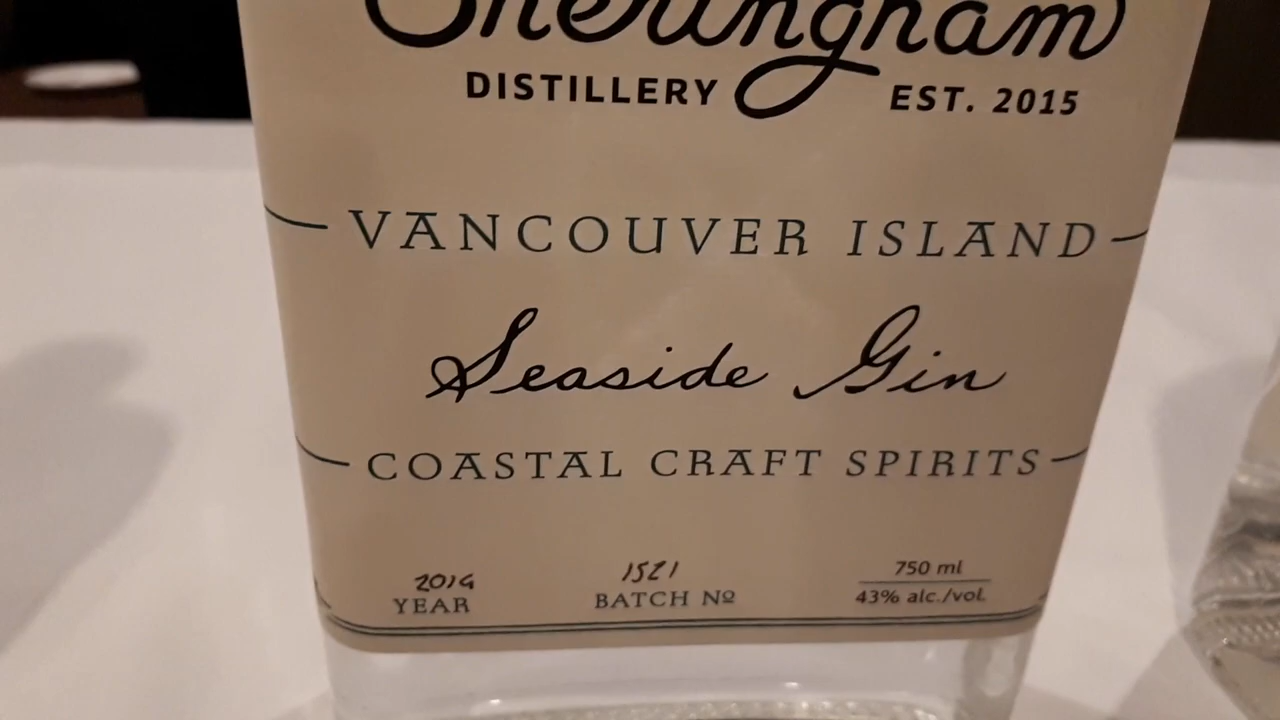 Sheringham
DISTILLERY EST. 2015
VANCOUVER ISLAND
Seaside Gin
COASTAL CRAFT SPIRITS
1521 750 ml
YEAR BATCH Nº 43% alc./vol.